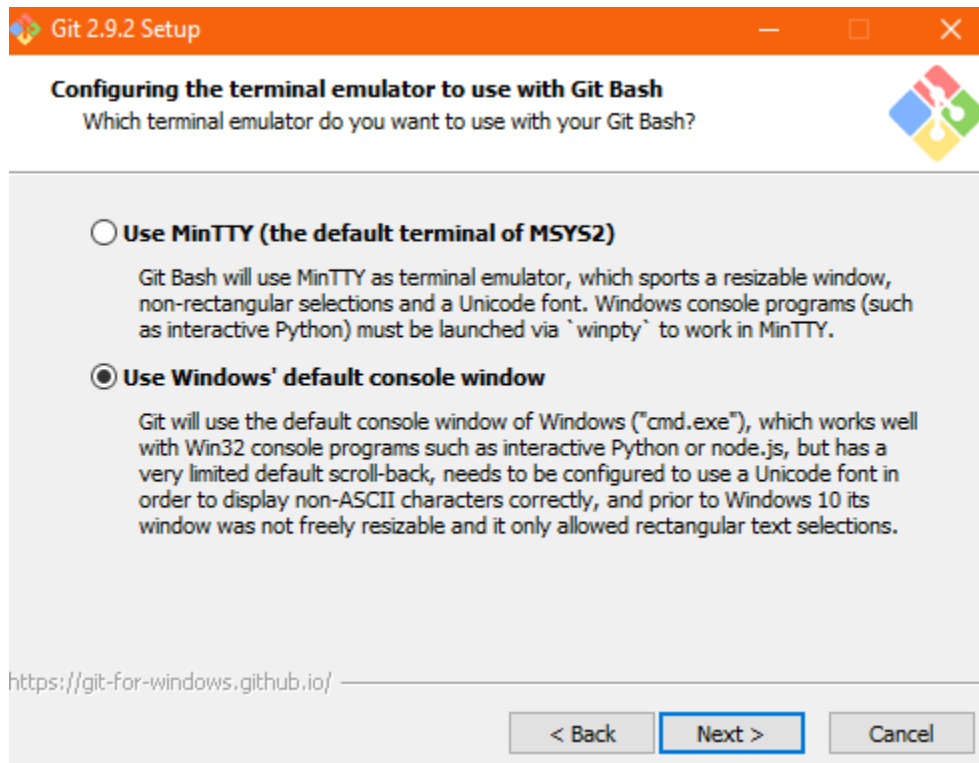 Git 2.9.2 Setup
Configuring the terminal emulator to use with Git Bash
Which terminal emulator do you want to use with your Git Bash?
Use MinTTY (the default terminal of MSYS2)
Git Bash will use MinTTY as terminal emulator, which sports a resizable window,
non-rectangular selections and a Unicode font. Windows console programs (such
as interactive Python) must be launched via `winpty` to work in MinTTY.
Use Windows' default console window
Git will use the default console window of Windows ("cmd.exe"), which works well
with Win32 console programs such as interactive Python or node.js, but has a
very limited default scroll-back, needs to be configured to use a Unicode font in
order to display non-ASCII characters correctly, and prior to Windows 10 its
window was not freely resizable and it only allowed rectangular text selections.
https://git-for-windows.github.io/
< Back Next > Cancel